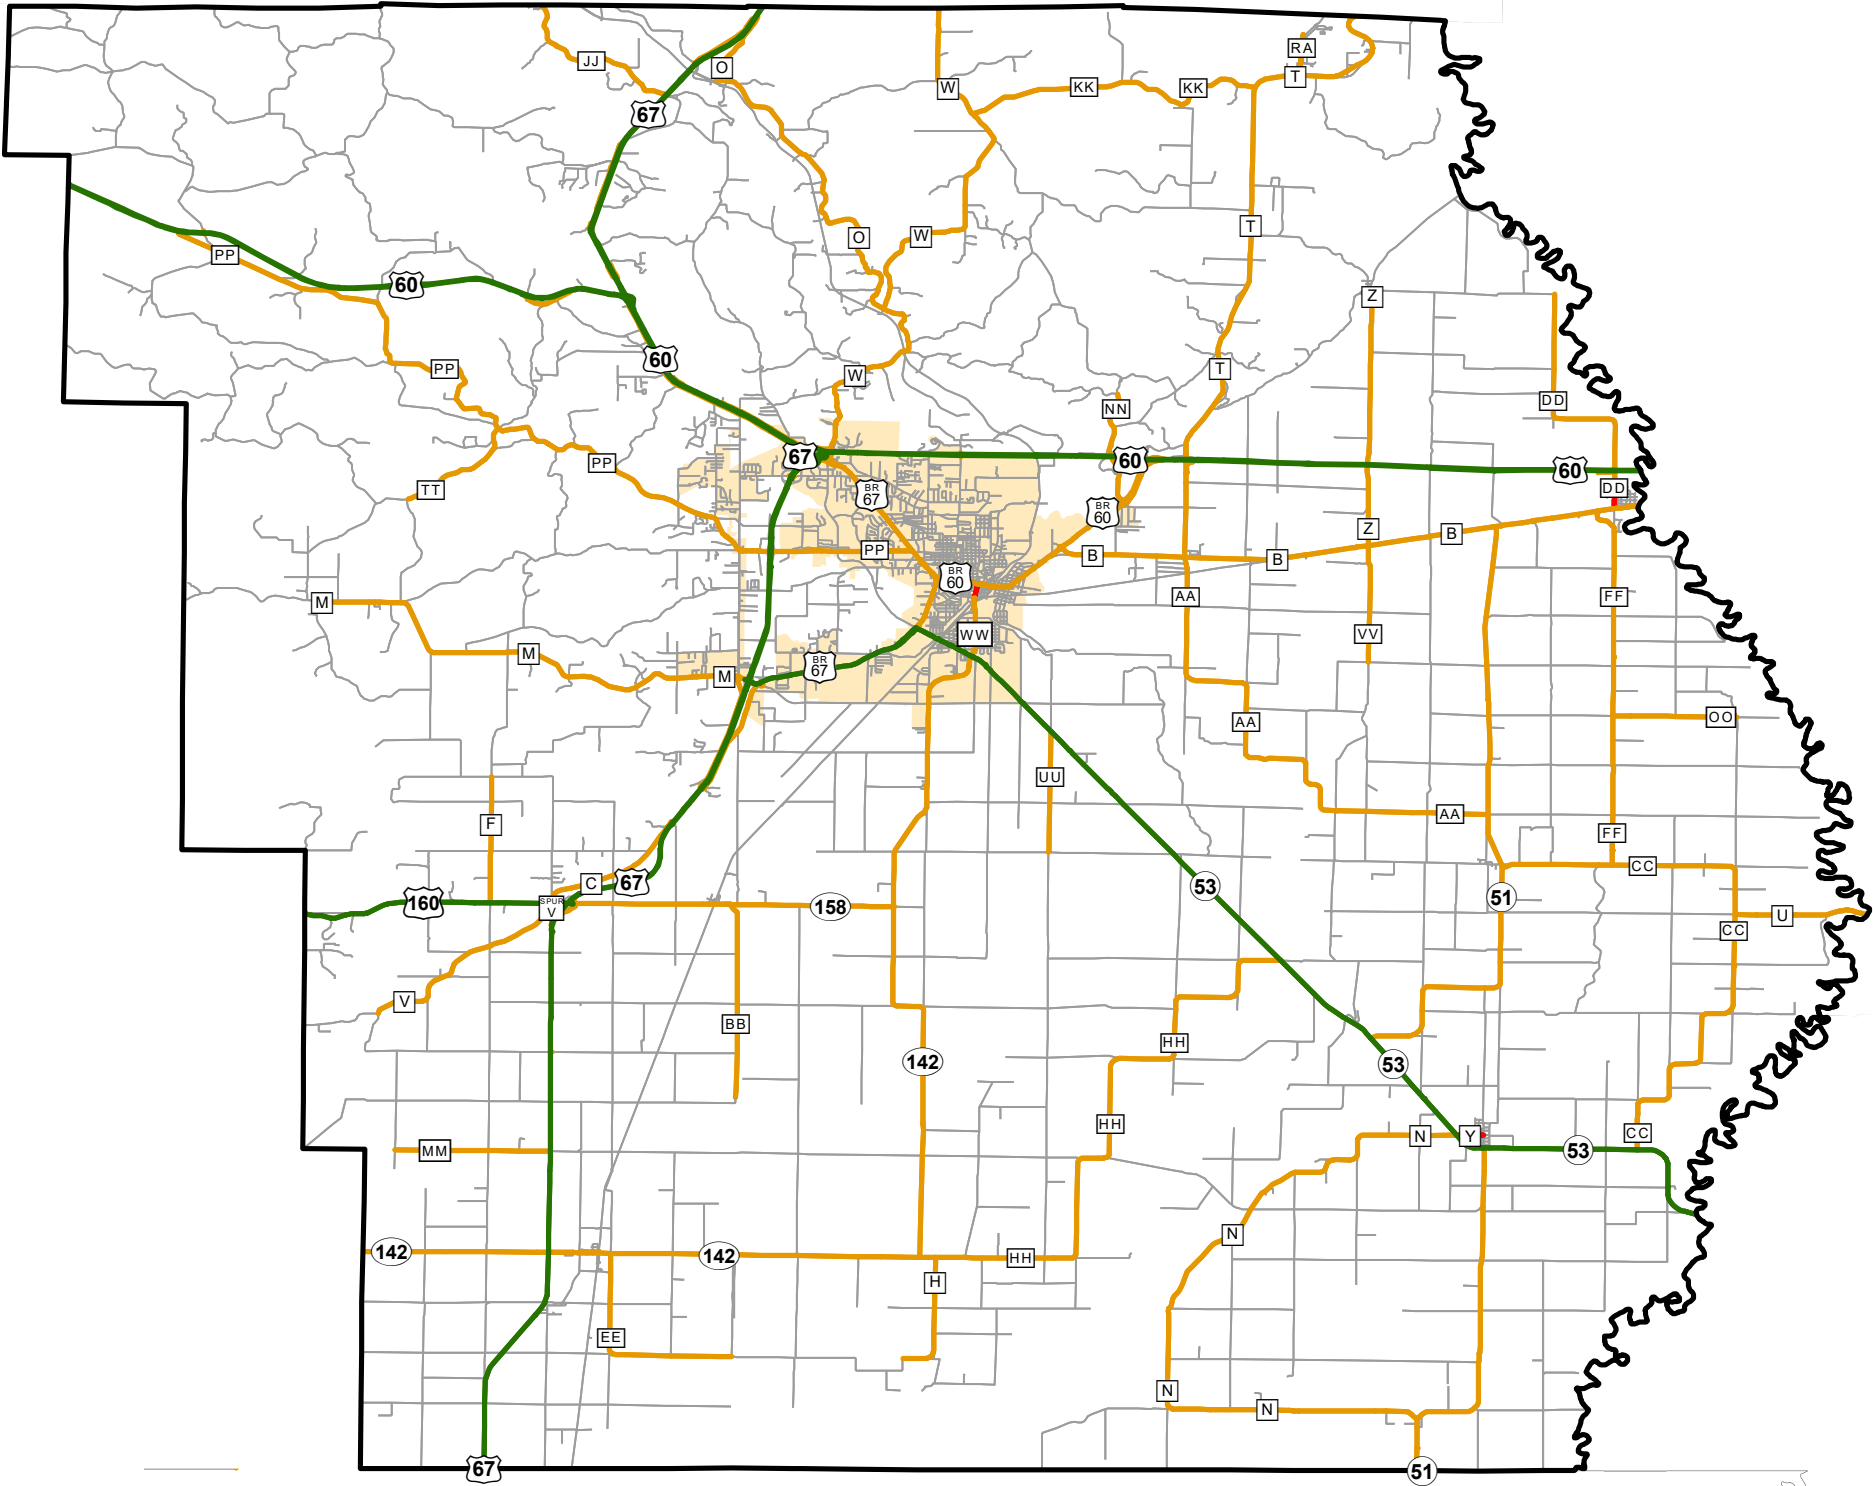 RA
JJ
O
T
W
KK
KK
67
T
O
W
PP
60
Z
60
PP
T
W
DD
NN
67
60
PP
60
TT
DD
BR
67
BR
60
Z
B
PP
B
B
BR
60
AA
FF
M
WW
VV
M
BR
67
M
OO
AA
UU
AA
F
FF
CC
C
67
53
51
160
SPUR
V
158
U
CC
V
BB
HH
142
53
HH
CC
N
Y
MM
53
N
142
142
HH
H
EE
N
N
67
51